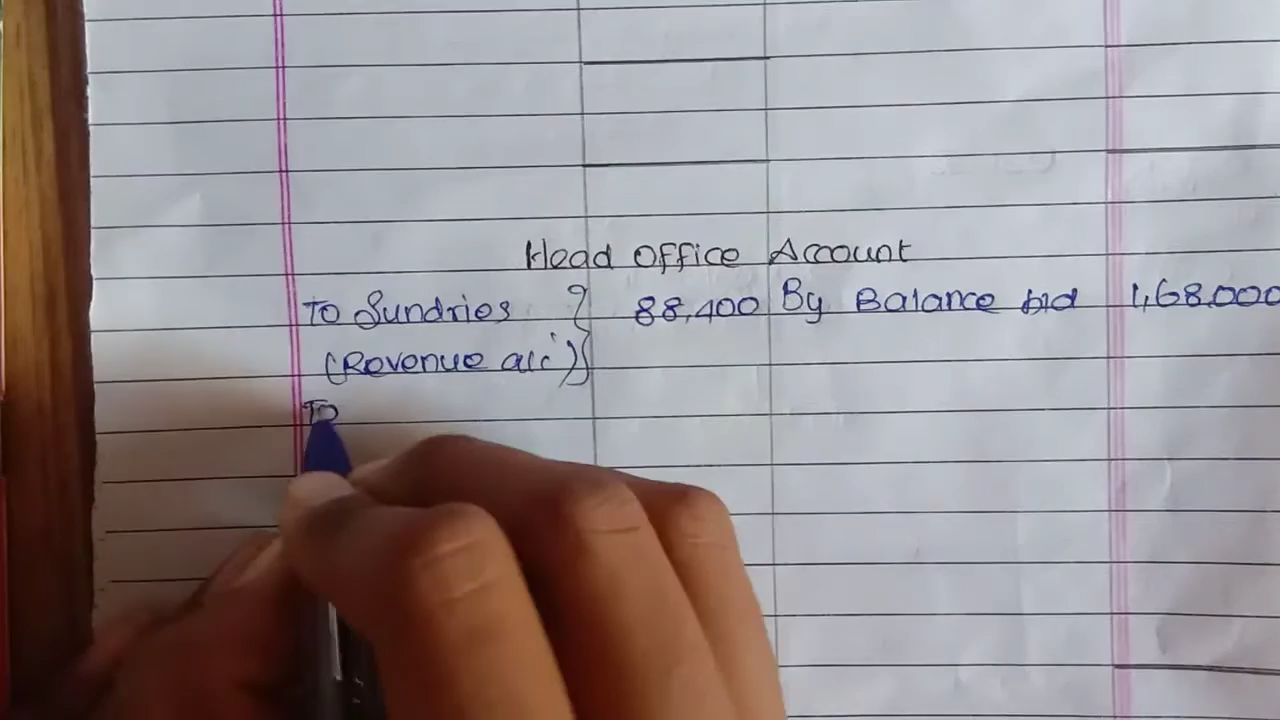 Head Office Account
To Sundries } 88,400 By Balance b/d 1,68,000
(Revenue a/c) }
To